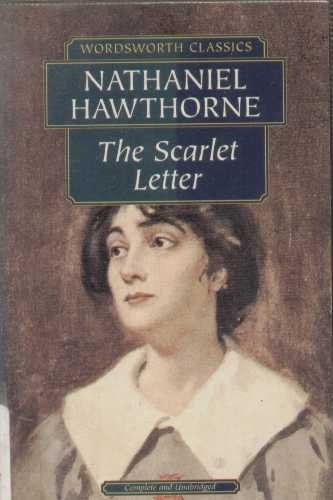 WORDSWORTH CLASSICS
NATHANIEL
HAWTHORNE
The Scarlet
Letter
Complete and Unabridged